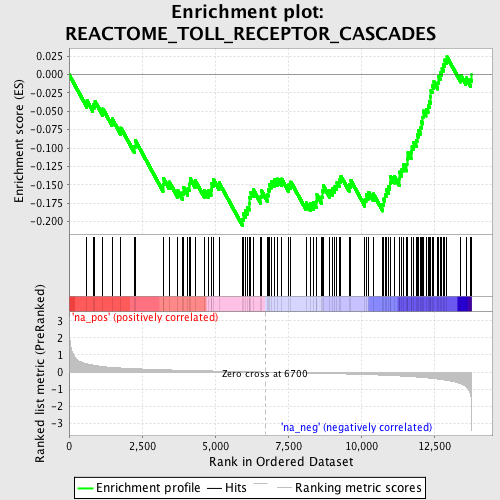 Enrichment plot:
REACTOME_TOLL_RECEPTOR_CASCADES
Enrichment score (ES)
0.025
0.000
-0.025
-0.050
-0.075
-0.100
-0.125
-0.150
-0.175
-0.200
'na_pos' (positively correlated)
Ranked list metric (PreRanked)
3
2
1
0
-1
-2
-3
Zero cross at 6700
'na_neg' (negatively correlated)
0
2,500
5,000
7,500
10,000
12,500
Rank in Ordered Dataset
Enrichment profile
Hits
Ranking metric scores